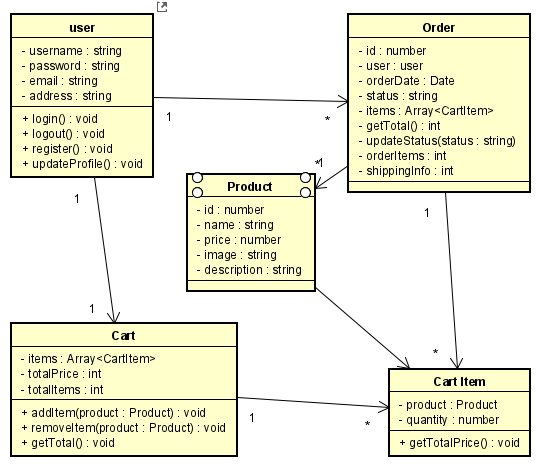 user
- username : string
- password : string
- email : string
- address : string
+ login() : void
+ logout() : void
+ register() : void
+ updateProfile() : void
Order
- id : number
- user : user
- orderDate : Date
- status : string
- items : Array<CartItem>
- getTotal() : int
- updateStatus(status : string)
- orderItems : int
- shippingInfo : int
1
*
*
1
Product
- id : number
- name : string
- price : number
- image : string
- description : string
1
1
1
*
Cart
- items : Array<CartItem>
- totalPrice : int
- totalItems : int
+ addItem(product : Product) : void
+ removeItem(product : Product) : void
+ getTotal() : void
1
*
Cart Item
- product : Product
- quantity : number
+ getTotalPrice() : void